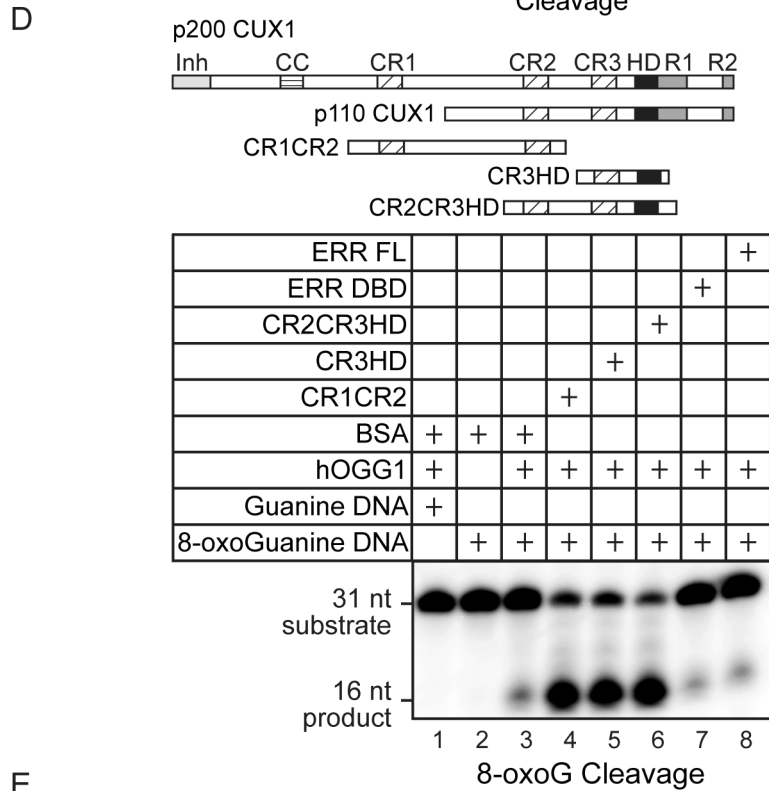 Cleavage
D
p200 CUX1
Inh CC CR1 CR2 CR3 HD R1 R2
p110 CUX1
CR1CR2
CR3HD
CR2CR3HD
ERR FL +
ERR DBD +
CR2CR3HD +
CR3HD +
CR1CR2 +
BSA + + +
hOGG1 + + + + + + +
Guanine DNA +
8-oxoGuanine DNA + + + + + + +
31 nt
substrate
16 nt
product
1 2 3 4 5 6 7 8
8-oxoG Cleavage